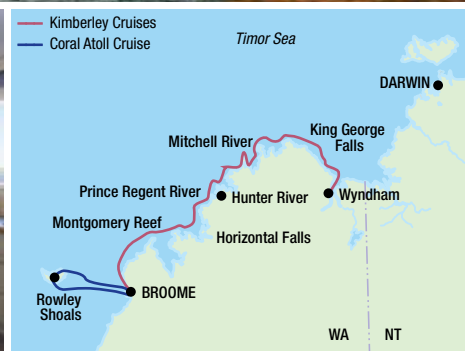 Kimberley Cruises
Coral Atoll Cruise
Timor Sea
DARWIN
King George
Falls
Mitchell River
Prince Regent River
Hunter River
Wyndham
Montgomery Reef
Horizontal Falls
Rowley
Shoals
BROOME
WA
NT